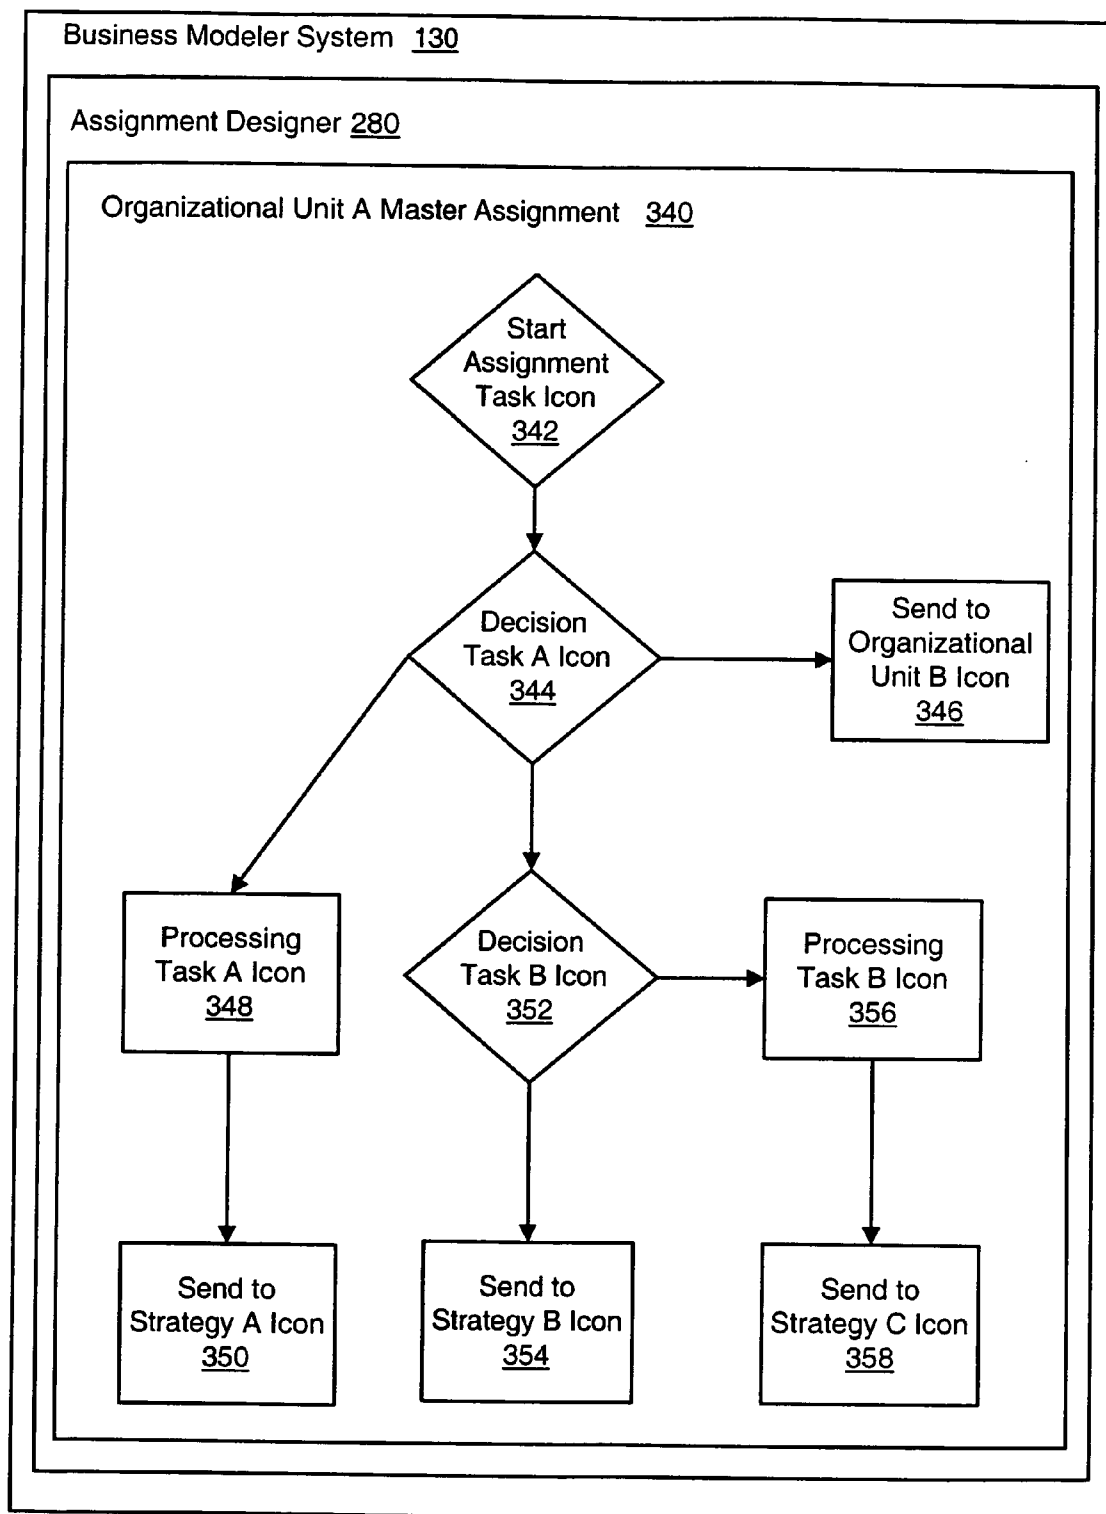 Business Modeler System 130
Assignment Designer 280
Organizational Unit A Master Assignment 340
Start
Assignment
Task Icon
342
Decision
Task A Icon
344
Send to
Organizational
Unit B Icon
346
Processing
Task A Icon
348
Decision
Task B Icon
352
Processing
Task B Icon
356
Send to
Strategy A Icon
350
Send to
Strategy B Icon
354
Send to
Strategy C Icon
358